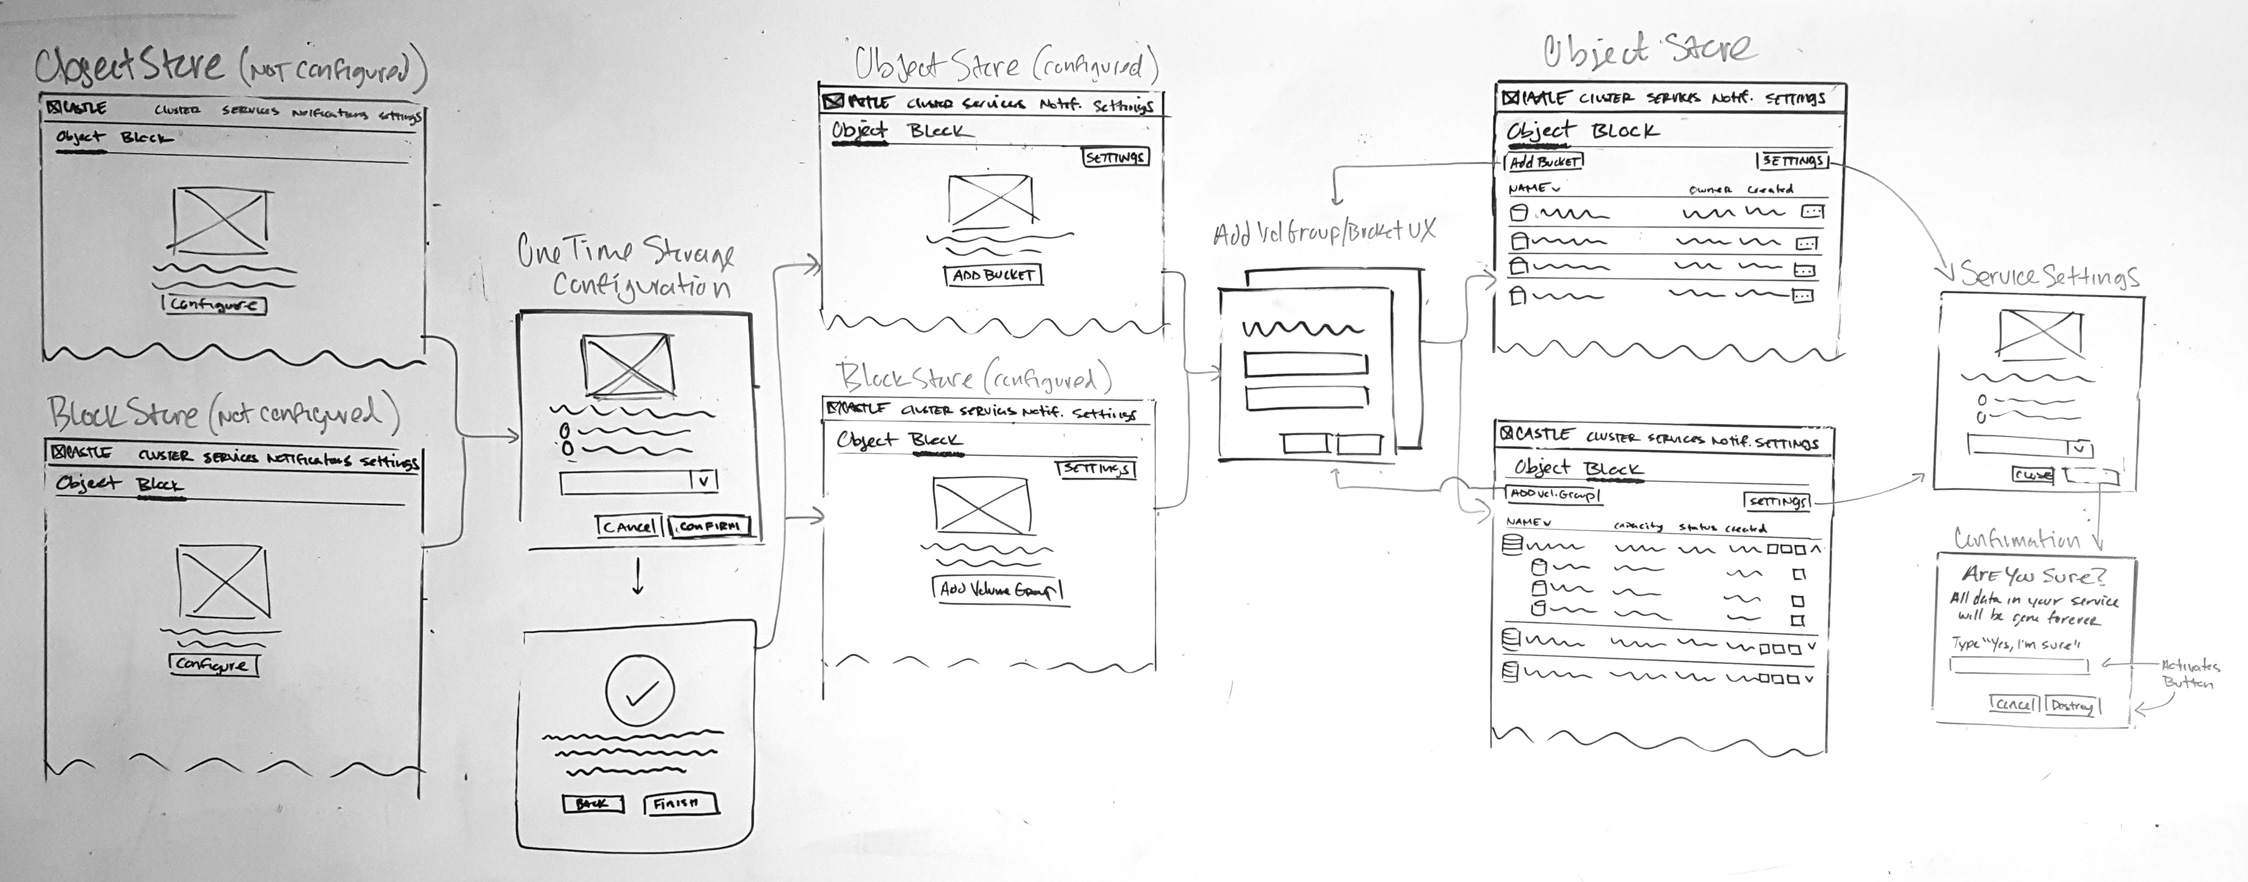 Object Store (NOT configured)
CASTLE CLUSTER SERVICES Notifications settings
Object Block
Configure
Block Store (Not configured)
CASTLE CLUSTER SERVICES NOTIFICATIONS settings
Object Block
Configure
One Time Storage
Configuration
CAncel CONFIRM
BACK FINISH
Object Store (configured)
CASTLE CLUSTER Services Notif. Settings
Object Block
SETTINGS
ADD BUCKET
Block Store (configured)
CASTLE CLUSTER SERVICES Notif. Settings
Object Block
SETTINGS
Add Volume Group
Add Vol Group/Bucket UX
Object Store
CASTLE CLUSTER SERVICES Notif. SETTINGS
Object BLOCK
Add BUCKET SETTINGS
NAME owner created
CASTLE CLUSTER SERVICES Notif. SETTINGS
Object Block
ADD Vol. Group SETTINGS
NAME capacity status created
Service Settings
CLOSE
Confirmation
ARE YOU SURE?
All data in your service
will be gone forever
Type "Yes, I'm sure"
Activates
Button
Cancel Destroy